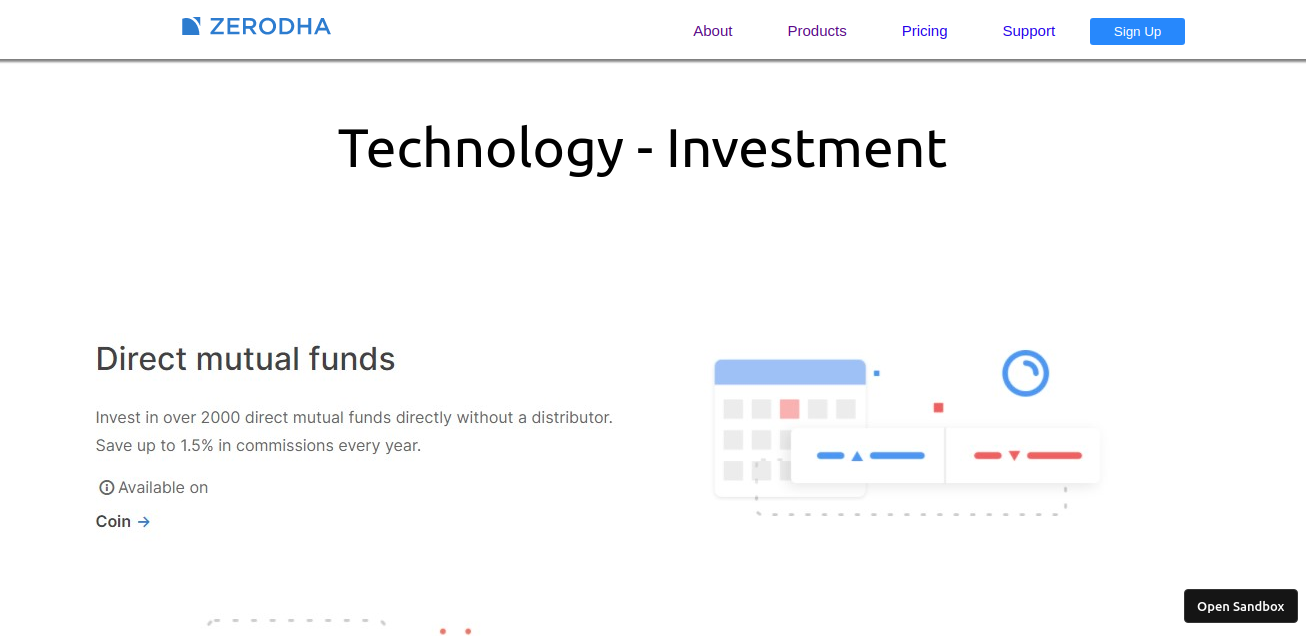 ZERODHA
About
Products
Pricing
Support
Sign Up
Technology - Investment
Direct mutual funds
Invest in over 2000 direct mutual funds directly without a distributor.
Save up to 1.5% in commissions every year.
Available on
Coin →
Open Sandbox